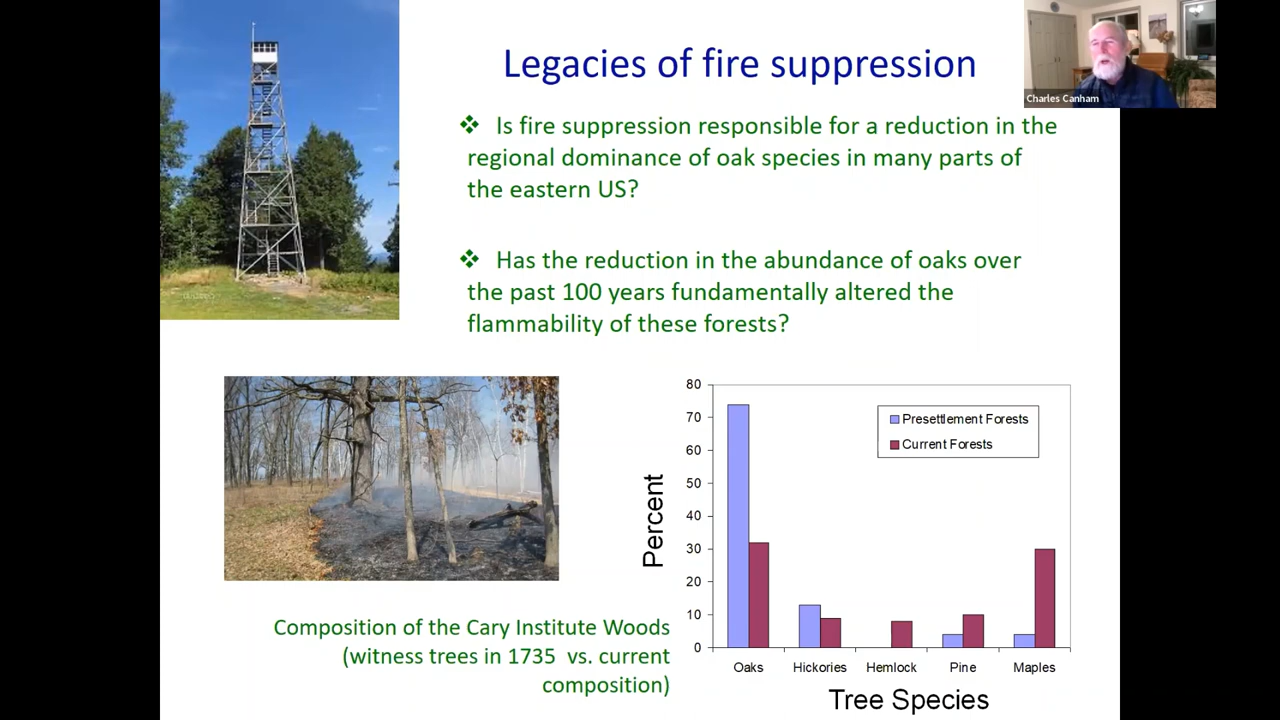 Legacies of fire suppression
Charles Canham
❖ Is fire suppression responsible for a reduction in the
regional dominance of oak species in many parts of
the eastern US?
❖ Has the reduction in the abundance of oaks over
the past 100 years fundamentally altered the
flammability of these forests?
Composition of the Cary Institute Woods
(witness trees in 1735 vs. current
composition)
Percent
80
70
60
50
40
30
20
10
0
Presettlement Forests
Current Forests
Oaks Hickories Hemlock Pine Maples
Tree Species